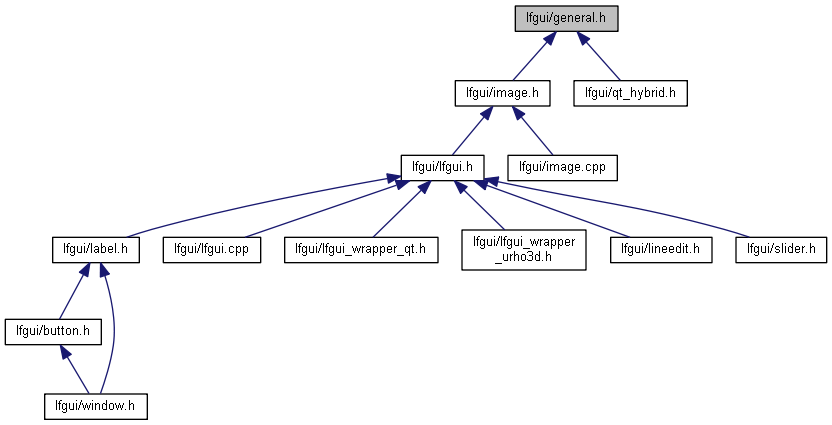 lfgui/general.h
lfgui/image.h
lfgui/qt_hybrid.h
lfgui/lfgui.h
lfgui/image.cpp
lfgui/label.h
lfgui/lfgui.cpp
lfgui/lfgui_wrapper_qt.h
lfgui/lfgui_wrapper
_urho3d.h
lfgui/lineedit.h
lfgui/slider.h
lfgui/button.h
lfgui/window.h